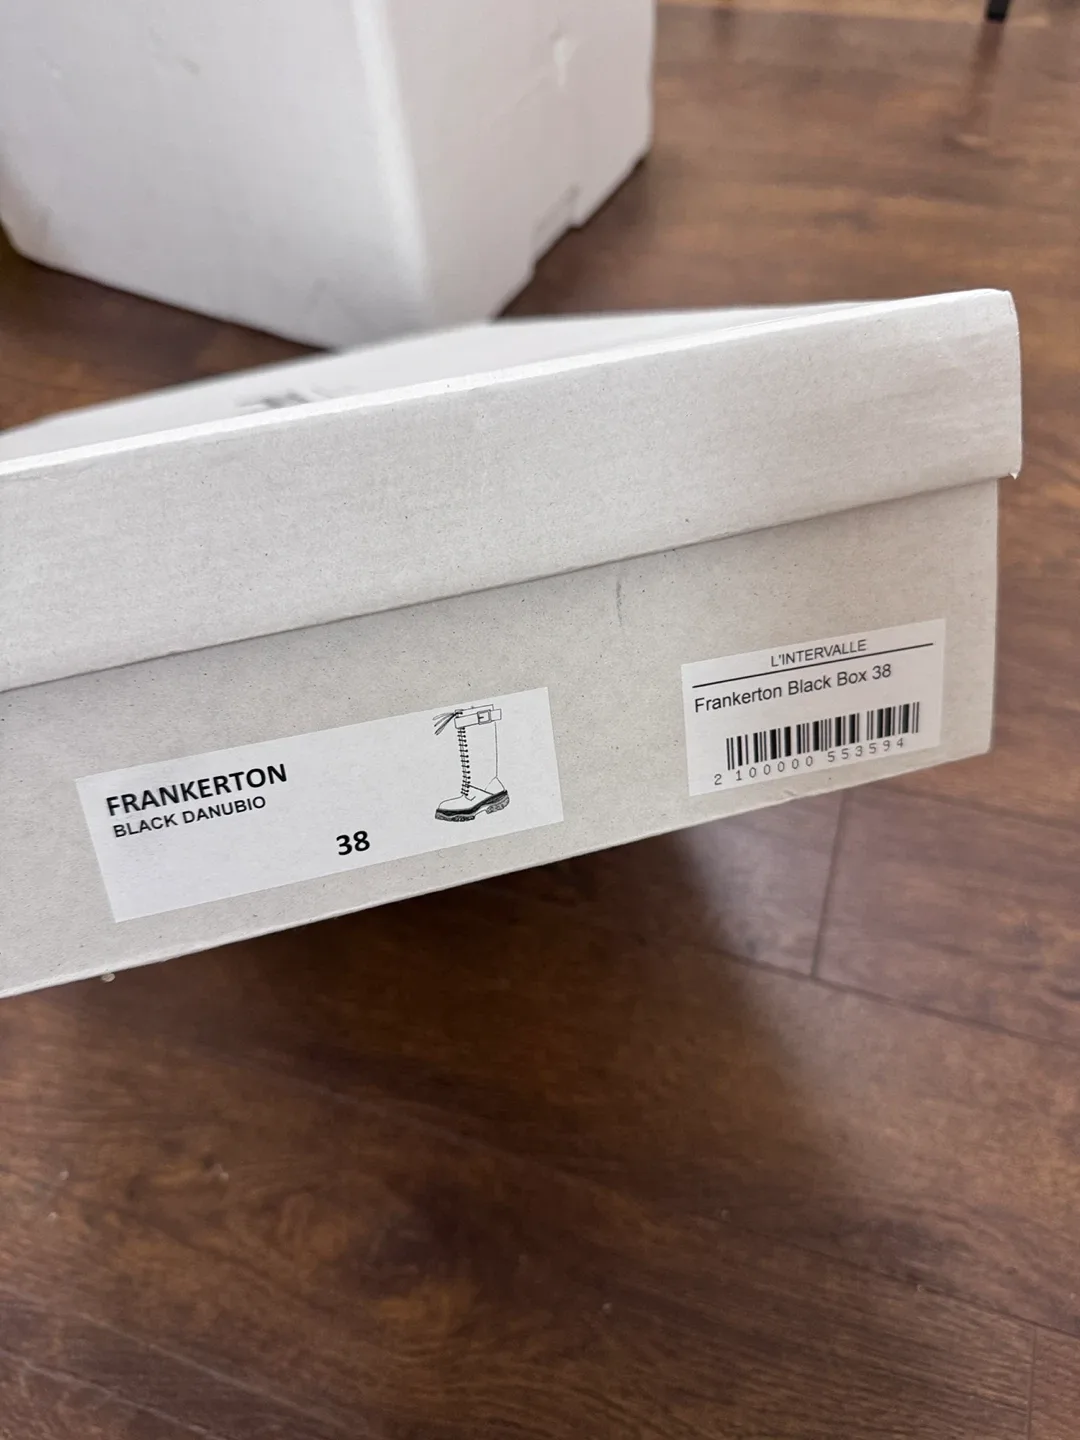 FRANKERTON
BLACK DANUBIO
38
L'INTERVALLE
Frankerton Black Box 38
2 100000 553594